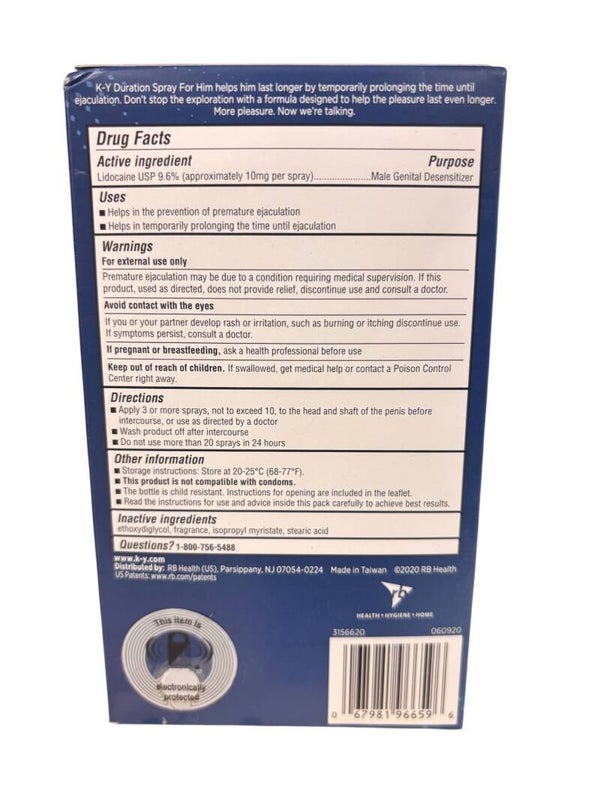 K-Y Duration Spray For Him helps him last longer by temporarily prolonging the time until
ejaculation. Don't stop the exploration with a formula designed to help the pleasure last even longer.
More pleasure. Now we're talking.
Drug Facts
Active ingredient Purpose
Lidocaine USP 9.6% (approximately 10mg per spray).....................Male Genital Desensitizer
Uses
■ Helps in the prevention of premature ejaculation
■ Helps in temporarily prolonging the time until ejaculation
Warnings
For external use only
Premature ejaculation may be due to a condition requiring medical supervision. If this
product, used as directed, does not provide relief, discontinue use and consult a doctor.
Avoid contact with the eyes
If you or your partner develop rash or irritation, such as burning or itching discontinue use.
If symptoms persist, consult a doctor.
If pregnant or breastfeeding, ask a health professional before use
Keep out of reach of children. If swallowed, get medical help or contact a Poison Control
Center right away.
Directions
■ Apply 3 or more sprays, not to exceed 10, to the head and shaft of the penis before
intercourse, or use as directed by a doctor
■ Wash product off after intercourse
■ Do not use more than 20 sprays in 24 hours
Other information
■ Storage instructions: Store at 20-25°C (68-77°F).
■ This product is not compatible with condoms.
■ The bottle is child resistant. Instructions for opening are included in the leaflet.
■ Read the instructions for use and advice inside this pack carefully to achieve best results.
Inactive ingredients
ethoxydiglycol, fragrance, isopropyl myristate, stearic acid
Questions? 1-800-756-5488
www.k-y.com
Distributed by: RB Health (US), Parsippany, NJ 07054-0224 Made in Taiwan ©2020 RB Health
US Patents: www.rb.com/patents
rb
HEALTH • HYGIENE • HOME
This item is
electronically
protected
3156620 060920
0 67981 96659 6